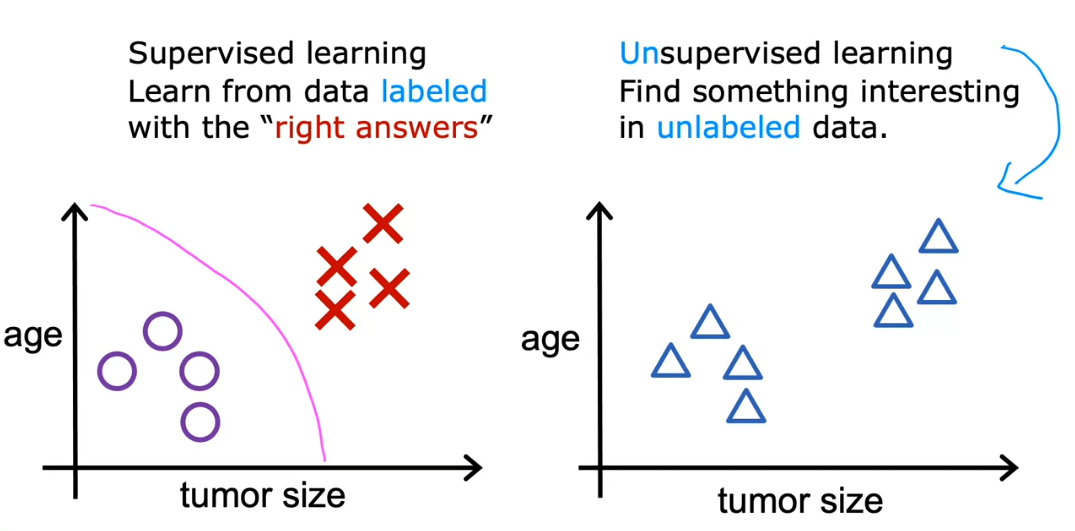 Supervised learning
Learn from data labeled
with the “right answers”
age
tumor size
Unsupervised learning
Find something interesting
in unlabeled data.
age
tumor size